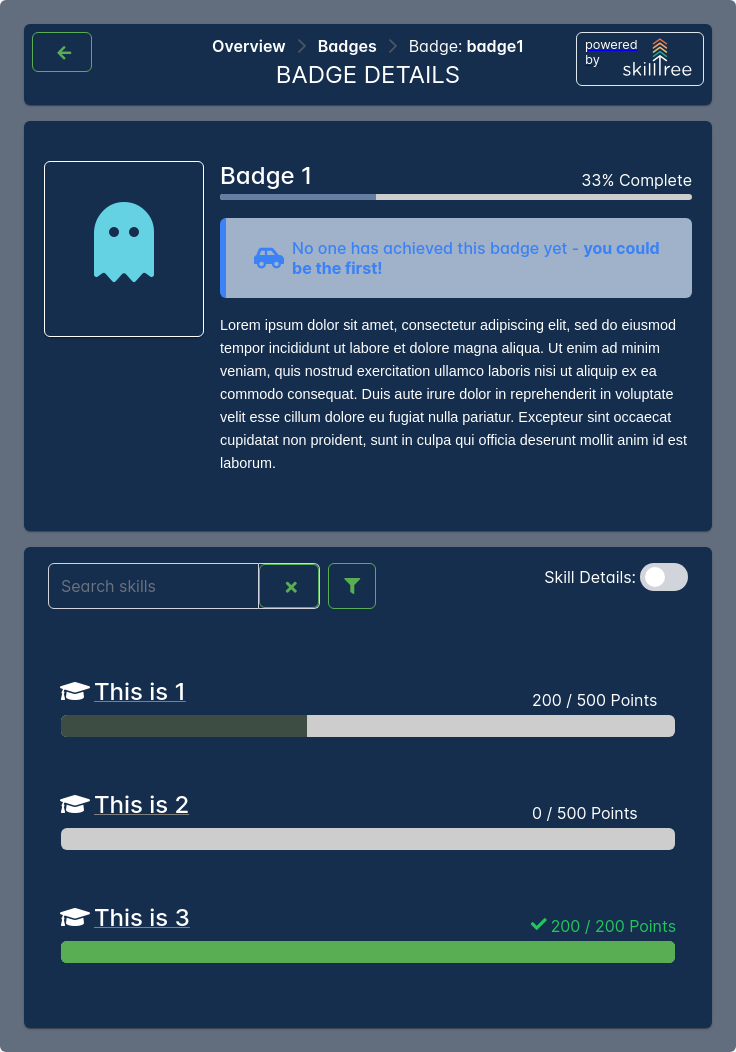 Overview > Badges > Badge: badge1
BADGE DETAILS
powered
by
skilltree
Badge 1
33% Complete
No one has achieved this badge yet - you could
be the first!
Lorem ipsum dolor sit amet, consectetur adipiscing elit, sed do eiusmod
tempor incididunt ut labore et dolore magna aliqua. Ut enim ad minim
veniam, quis nostrud exercitation ullamco laboris nisi ut aliquip ex ea
commodo consequat. Duis aute irure dolor in reprehenderit in voluptate
velit esse cillum dolore eu fugiat nulla pariatur. Excepteur sint occaecat
cupidatat non proident, sunt in culpa qui officia deserunt mollit anim id est
laborum.
Search skills
Skill Details:
This is 1
200 / 500 Points
This is 2
0 / 500 Points
This is 3
200 / 200 Points